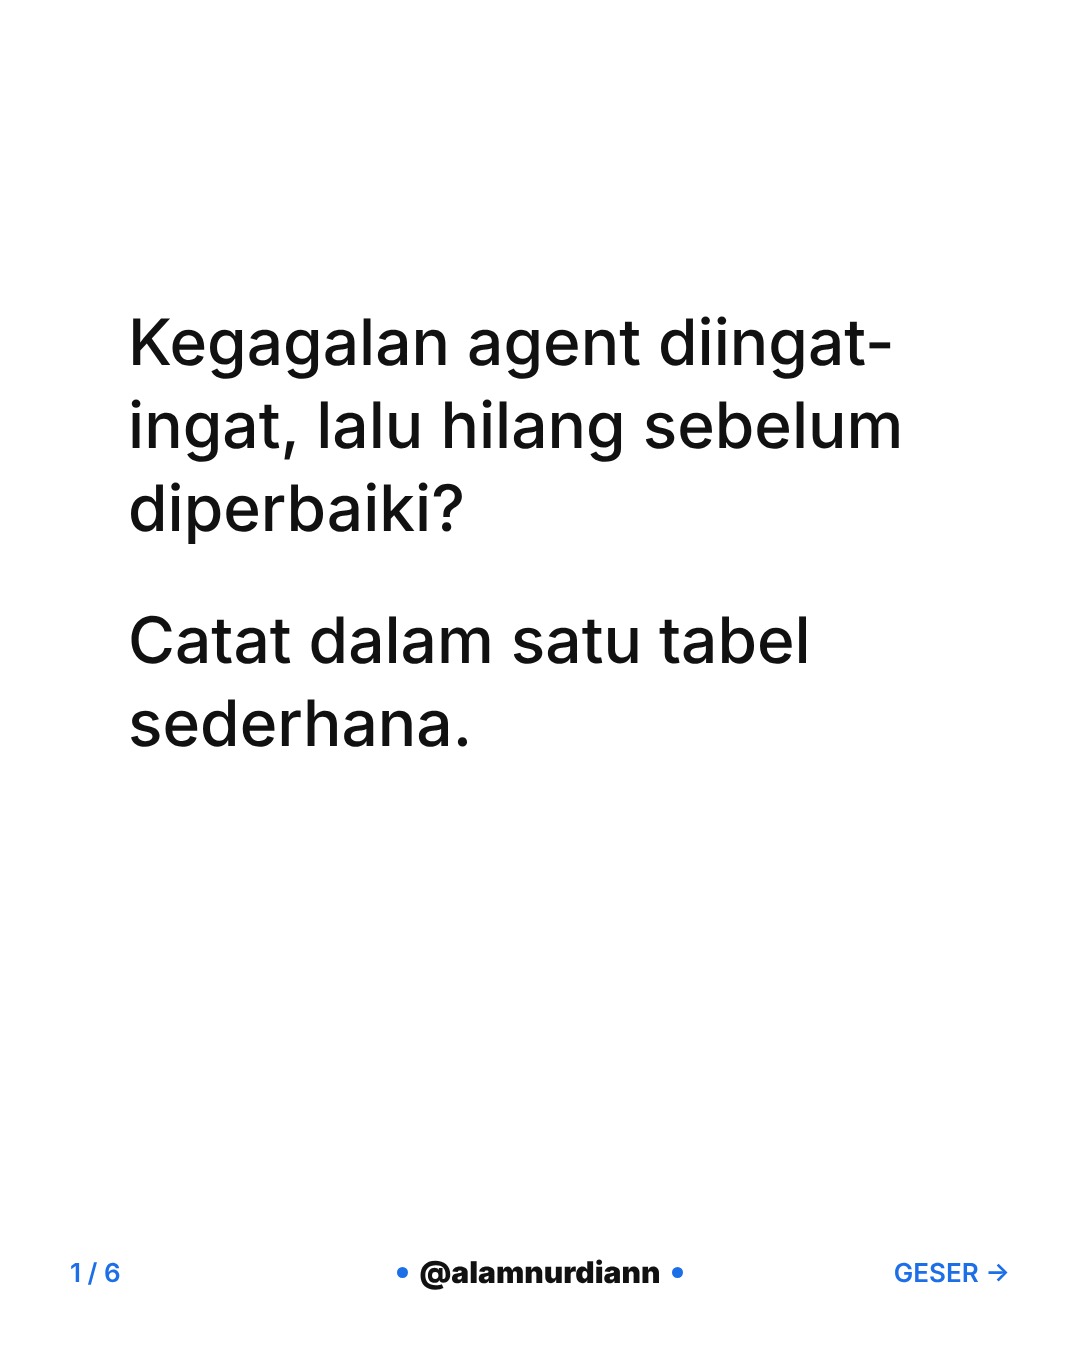 Kegagalan agent diingat-
ingat, lalu hilang sebelum
diperbaiki?
Catat dalam satu tabel
sederhana.
1 / 6
• @alamnurdiann •
GESER →